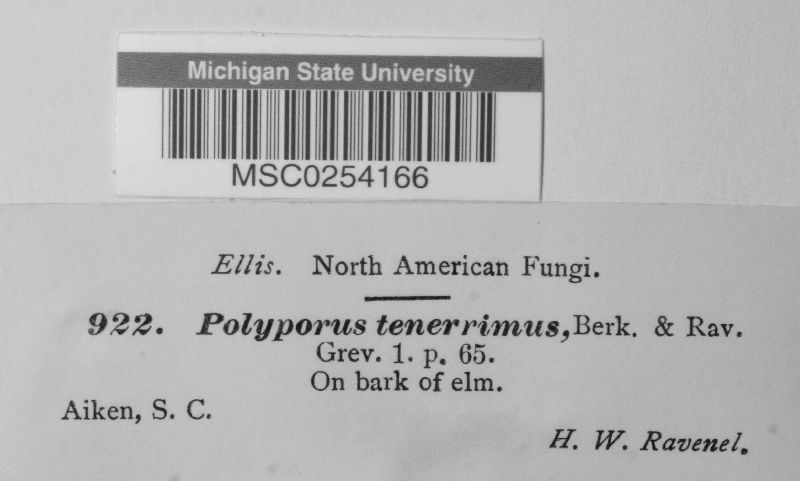 Michigan State University
MSC0254166
Ellis. North American Fungi.
922. Polyporus tenerrimus, Berk. & Rav.
Grev. 1. p. 65.
On bark of elm.
Aiken, S. C.
H. W. Ravenel.